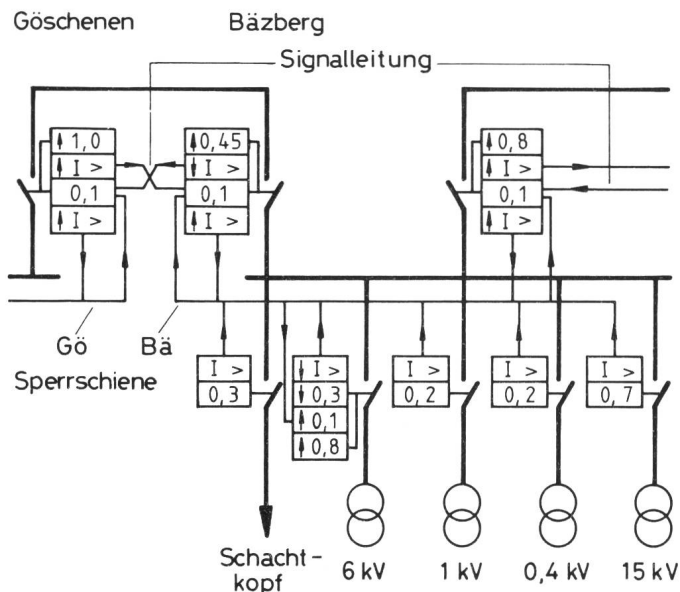 Göschenen Bäzberg
Signalleitung
↑ 1,0
↑ I >
0,1
↑ I >
↑ 0,45
↓ I >
0,1
↑ I >
↑ 0,8
↑ I >
0,1
↑ I >
Gö Bä
Sperrschiene
I >
0,3
↓ I >
↓ 0,3
↑ 0,1
↑ 0,8
I >
0,2
I >
0,2
I >
0,7
Schacht-
kopf
6 kV 1 kV 0,4 kV 15 kV